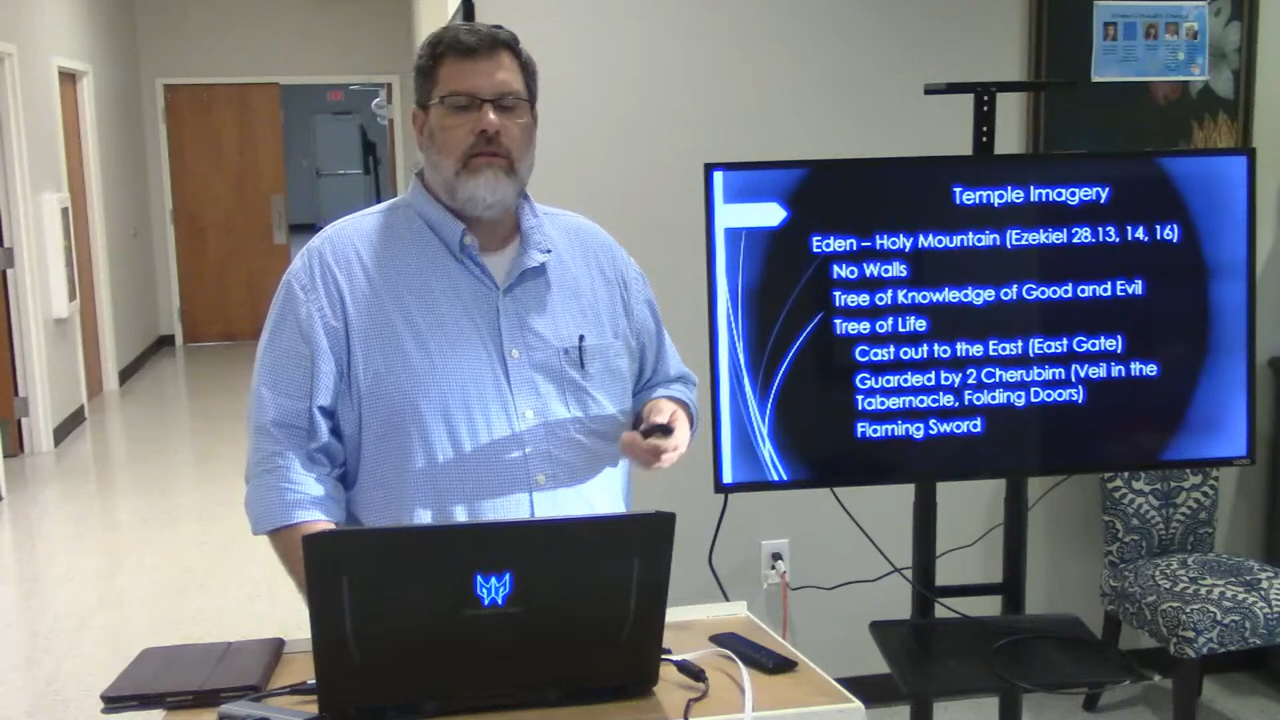 Temple Imagery
Eden – Holy Mountain (Ezekiel 28.13, 14, 16)
No Walls
Tree of Knowledge of Good and Evil
Tree of Life
Cast out to the East (East Gate)
Guarded by 2 Cherubim (Veil in the
Tabernacle, Folding Doors)
Flaming Sword